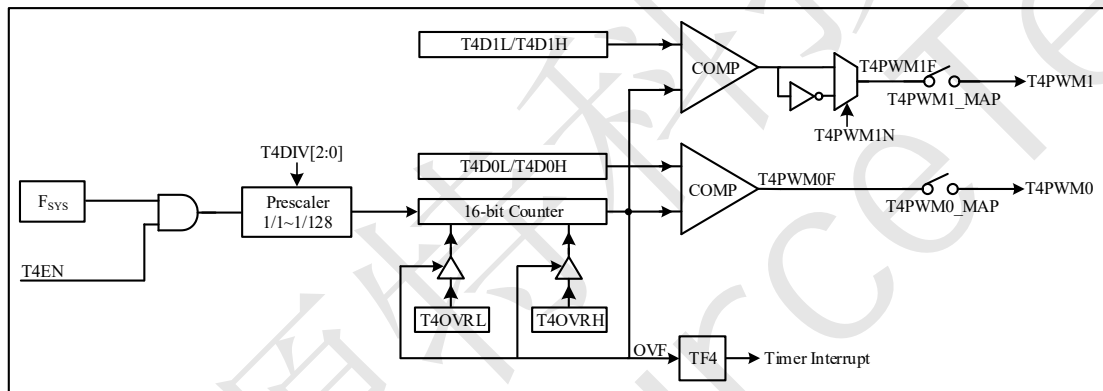 T4D1L/T4D1H
COMP
T4PWM1F
T4PWM1_MAP
T4PWM1
T4PWM1N
T4DIV[2:0]
T4D0L/T4D0H
COMP
T4PWM0F
T4PWM0_MAP
T4PWM0
FSYS
Prescaler
1/1~1/128
16-bit Counter
T4EN
T4OVRL
T4OVRH
OVF
TF4
Timer Interrupt